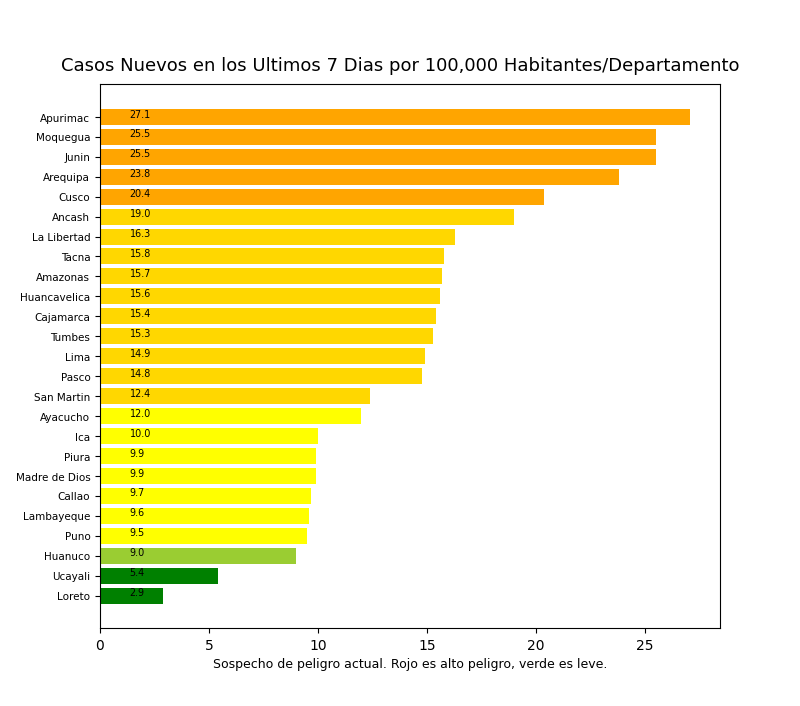 Casos Nuevos en los Ultimos 7 Dias por 100,000 Habitantes/Departamento
Apurimac 27.1
Moquegua 25.5
Junin 25.5
Arequipa 23.8
Cusco 20.4
Ancash 19.0
La Libertad 16.3
Tacna 15.8
Amazonas 15.7
Huancavelica 15.6
Cajamarca 15.4
Tumbes 15.3
Lima 14.9
Pasco 14.8
San Martin 12.4
Ayacucho 12.0
Ica 10.0
Piura 9.9
Madre de Dios 9.9
Callao 9.7
Lambayeque 9.6
Puno 9.5
Huanuco 9.0
Ucayali 5.4
Loreto 2.9
0 5 10 15 20 25
Sospecho de peligro actual. Rojo es alto peligro, verde es leve.